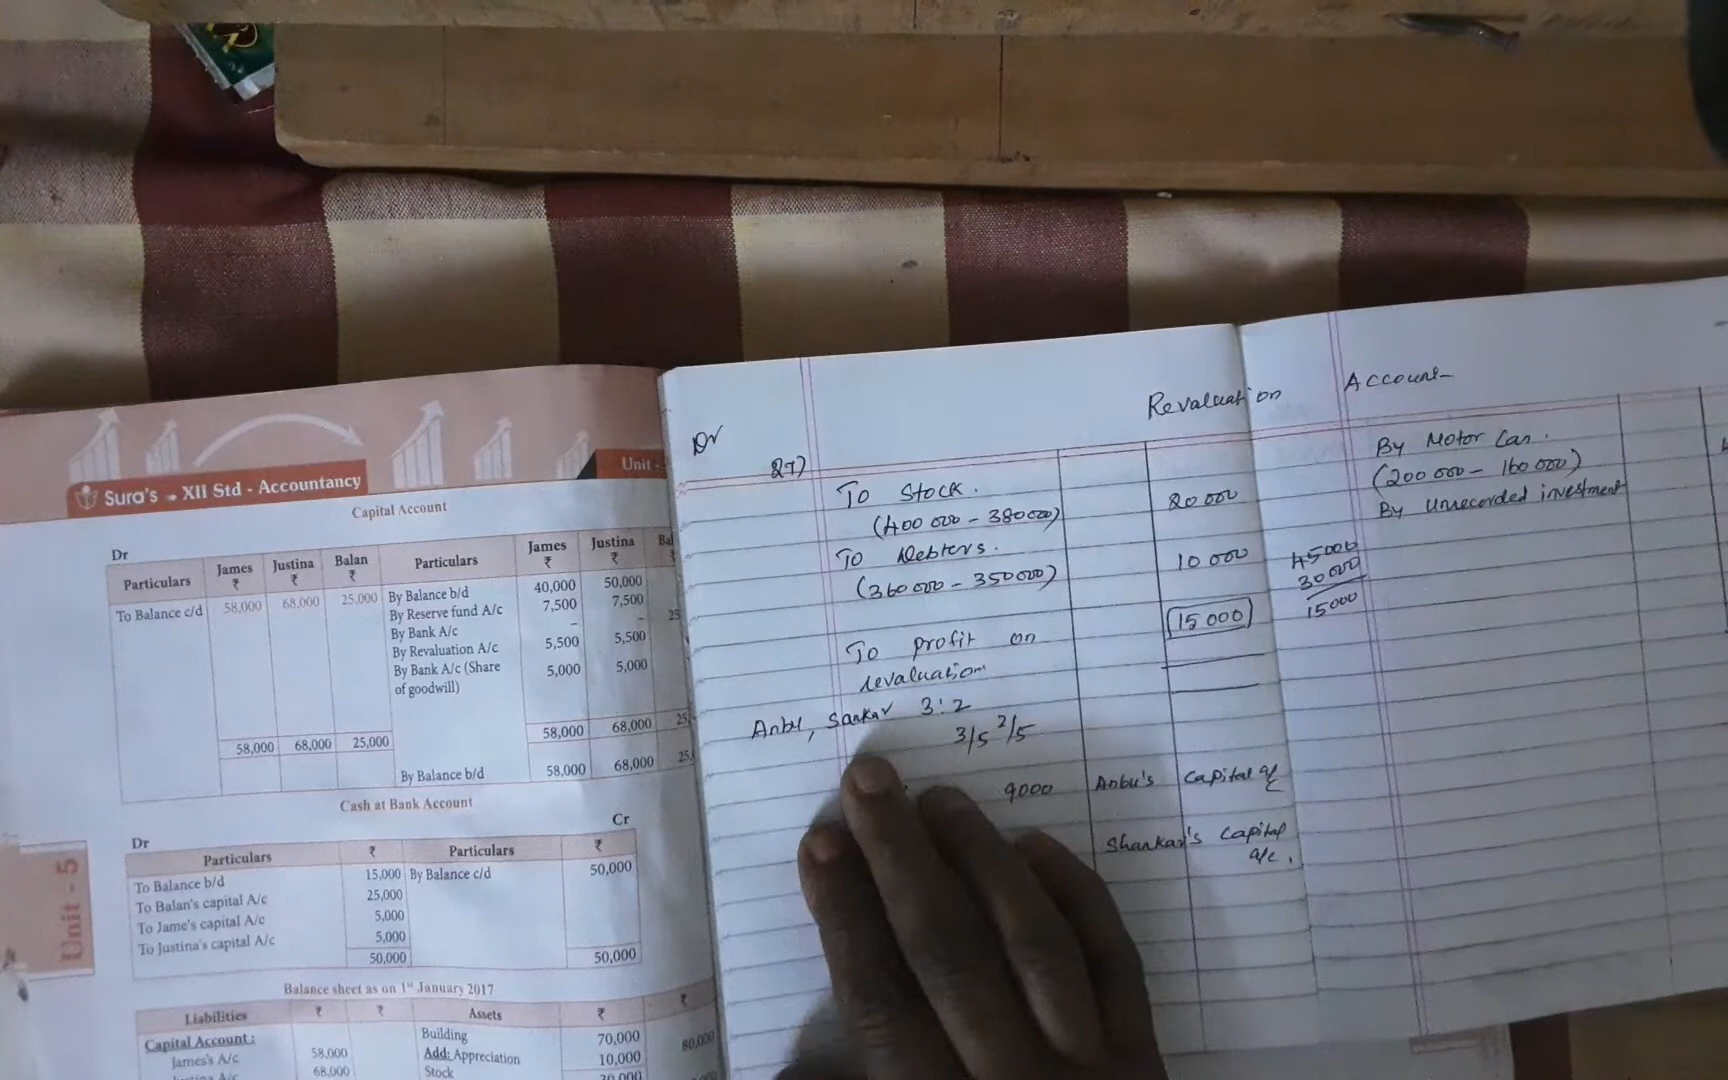 Unit -
Sura's XII Std - Accountancy
Capital Account
Dr
Particulars James ₹ Justina ₹ Balan ₹ Particulars James ₹ Justina ₹ Bal
To Balance c/d 58,000 68,000 25,000 By Balance b/d 40,000 50,000
By Reserve fund A/c 7,500 7,500
By Bank A/c - - 25
By Revaluation A/c 5,500 5,500
By Bank A/c (Share 5,000 5,000
of goodwill)
58,000 68,000 25,000 58,000 68,000 25,
By Balance b/d 58,000 68,000 25,
Cash at Bank Account
Dr Cr
Particulars ₹ Particulars ₹
To Balance b/d 15,000 By Balance c/d 50,000
To Balan's capital A/c 25,000
To Jame's capital A/c 5,000
To Justina's capital A/c 5,000
50,000 50,000
Balance sheet as on 1st January 2017
Liabilities ₹ ₹ Assets ₹ ₹
Capital Account: Building 70,000
James's A/c 58,000 Add: Appreciation 10,000 80,000
68,000 Stock
Unit - 5
Revaluation Account
Dr
27)
To Stock. 20 000
(400 000 - 380 000)
To Debtors. 10 000
(360 000 - 350 000)
To profit on 15 000
revaluation
45000
30000
15000
Anbu, Sankar 3:2
3/5 2/5
9000 Anbu's Capital a/c
Shankar's Capital
a/c.
By Motor Car.
(200 000 - 160 000)
By Unrecorded investment